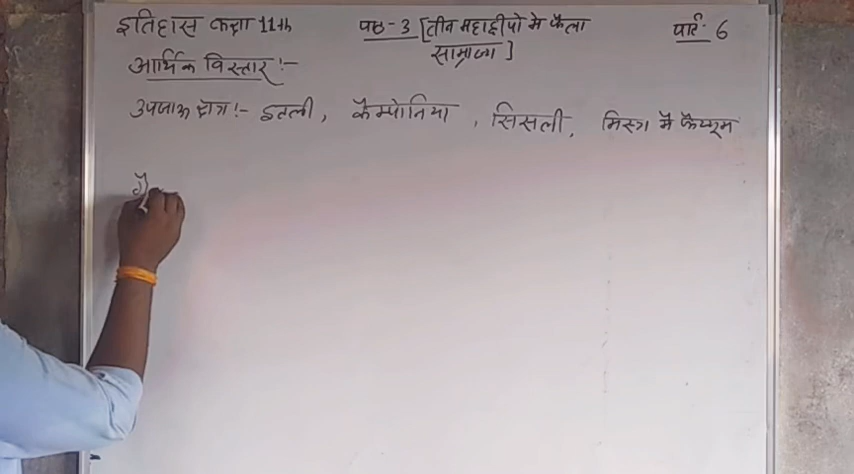 इतिहास कक्षा 11th पाठ-3 [तीन महाद्वीपो मे फैला साम्राज्य] पार्ट-6
आर्थिक विस्तार :-
उपजाऊ क्षेत्र :- इटली, कैम्पेनिया, सिसली, मिस्त्र मे फैय्यूम
गै